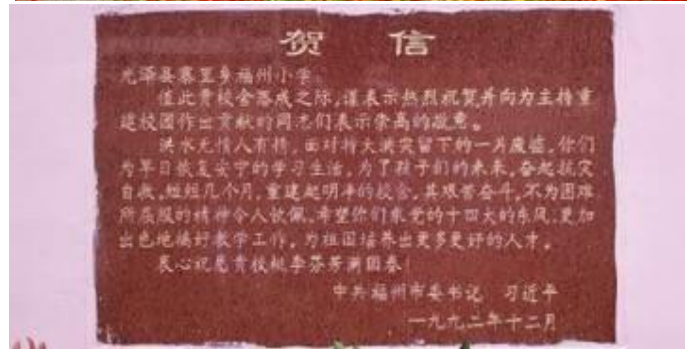 贺 信
光泽县寨里乡福州小学:
值此贵校舍落成之际,谨表示热烈祝贺并向为主持重
建校园作出贡献的同志们表示崇高的敬意。
洪水无情人有情,面对特大洪灾留下的一片废墟,你们
为早日恢复安宁的学习生活,为了孩子们的未来,奋起抗灾
自救,短短几个月,重建起明净的校舍,其艰苦奋斗,不为困难
所屈服的精神令人钦佩,希望你们乘党的十四大的东风,更加
出色地搞好教学工作,为祖国培养出更多更好的人才。
衷心祝愿贵校桃李芬芳满园春!
中共福州市委书记 习近平
一九九二年十二月